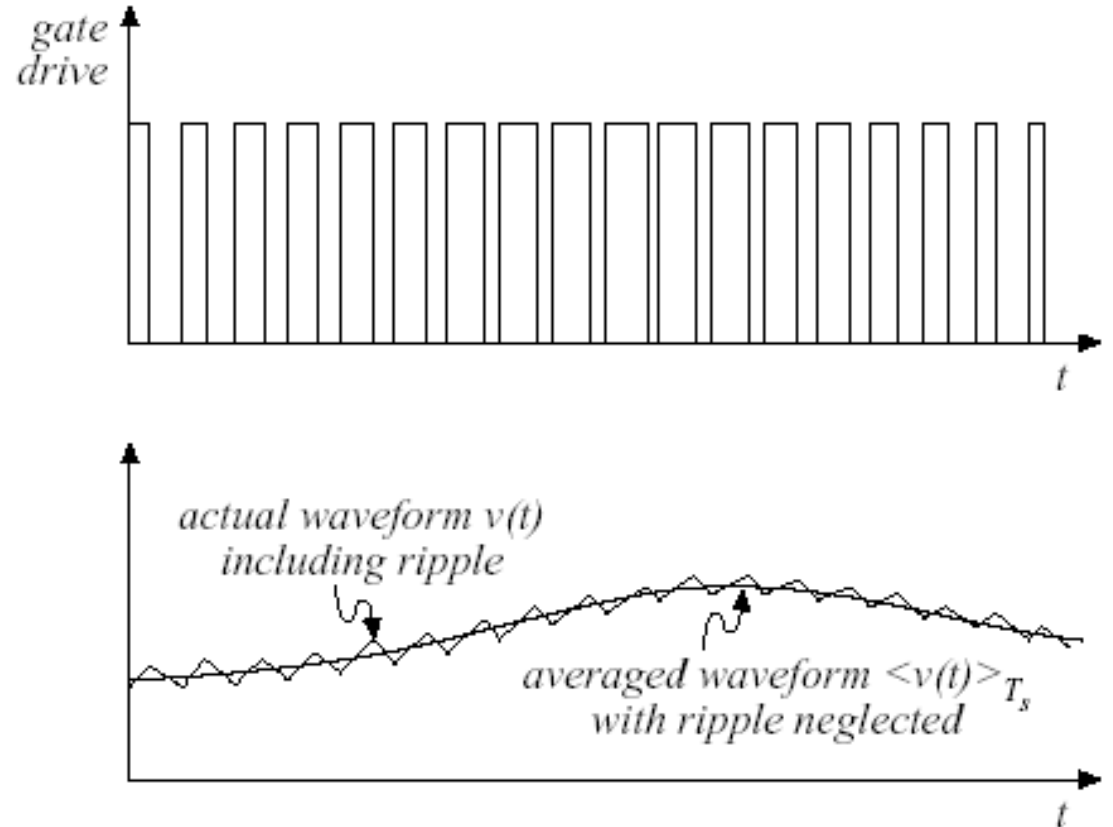 gate
drive
t
actual waveform v(t)
including ripple
averaged waveform <v(t)>Ts
with ripple neglected
t